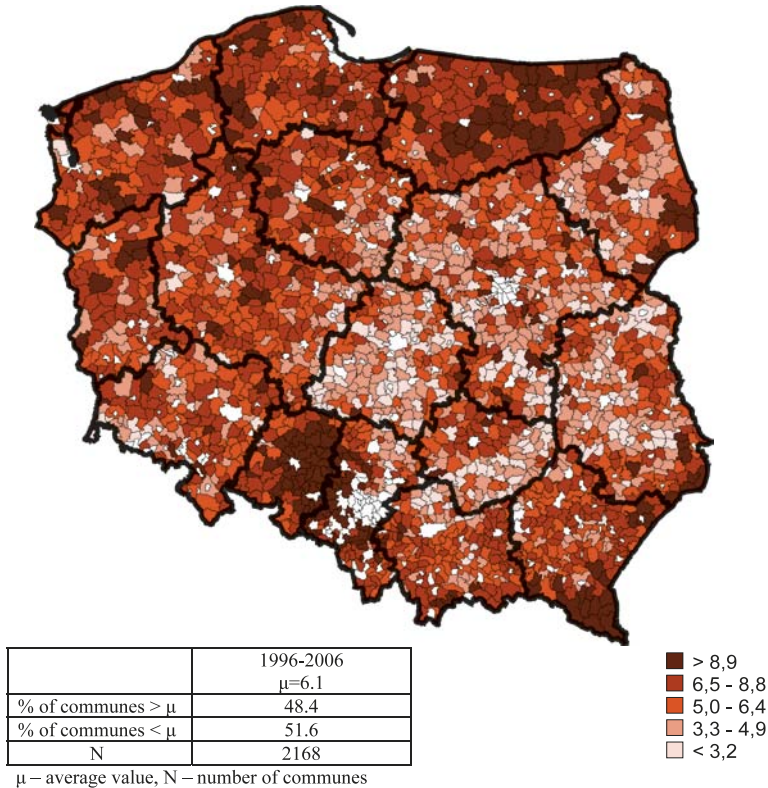 1996-2006
μ=6.1
% of communes > μ 48.4
% of communes < μ 51.6
N 2168
μ – average value, N – number of communes
> 8,9
6,5 - 8,8
5,0 - 6,4
3,3 - 4,9
< 3,2